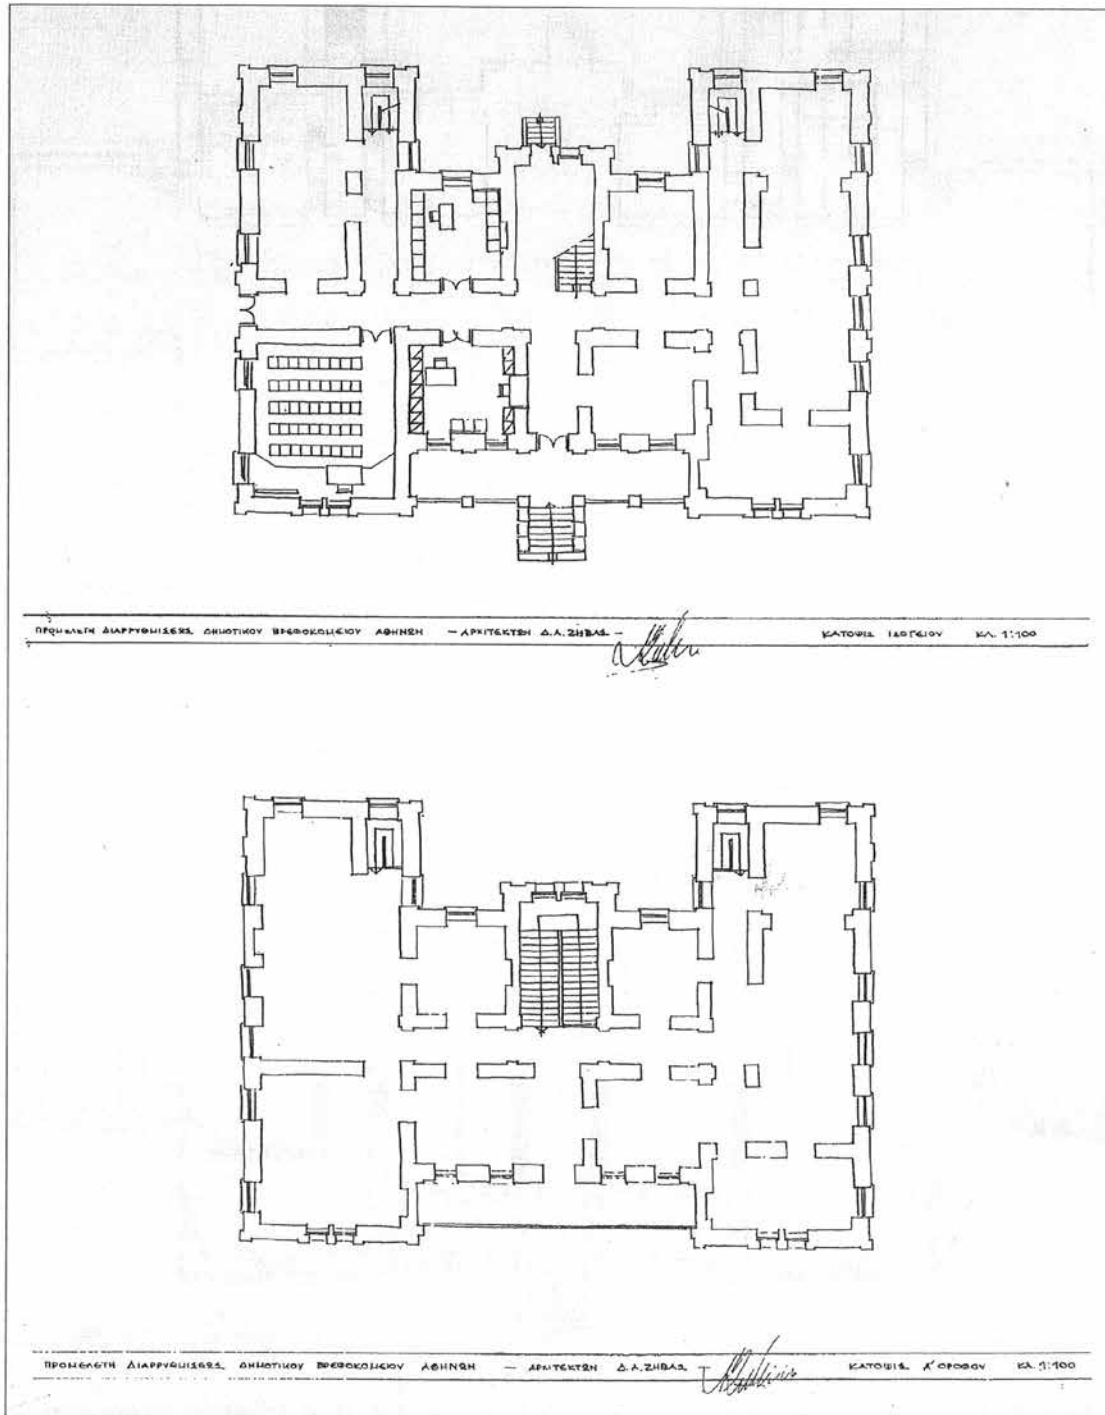 ΠΡΟΜΕΛΕΤΗ ΔΙΑΡΡΥΘΜΙΣΕΩΣ ΔΗΜΟΤΙΚΟΥ ΒΡΕΦΟΚΟΜΕΙΟΥ ΑΘΗΝΩΝ — ΑΡΧΙΤΕΚΤΩΝ Δ.Α. ΖΗΒΑΣ — ΚΑΤΟΨΙΣ ΙΣΟΓΕΙΟΥ ΚΛ. 1:100
ΠΡΟΜΕΛΕΤΗ ΔΙΑΡΡΥΘΜΙΣΕΩΣ ΔΗΜΟΤΙΚΟΥ ΒΡΕΦΟΚΟΜΕΙΟΥ ΑΘΗΝΩΝ — ΑΡΧΙΤΕΚΤΩΝ Δ.Α. ΖΗΒΑΣ — ΚΑΤΟΨΙΣ Α' ΟΡΟΦΟΥ ΚΛ. 1:100